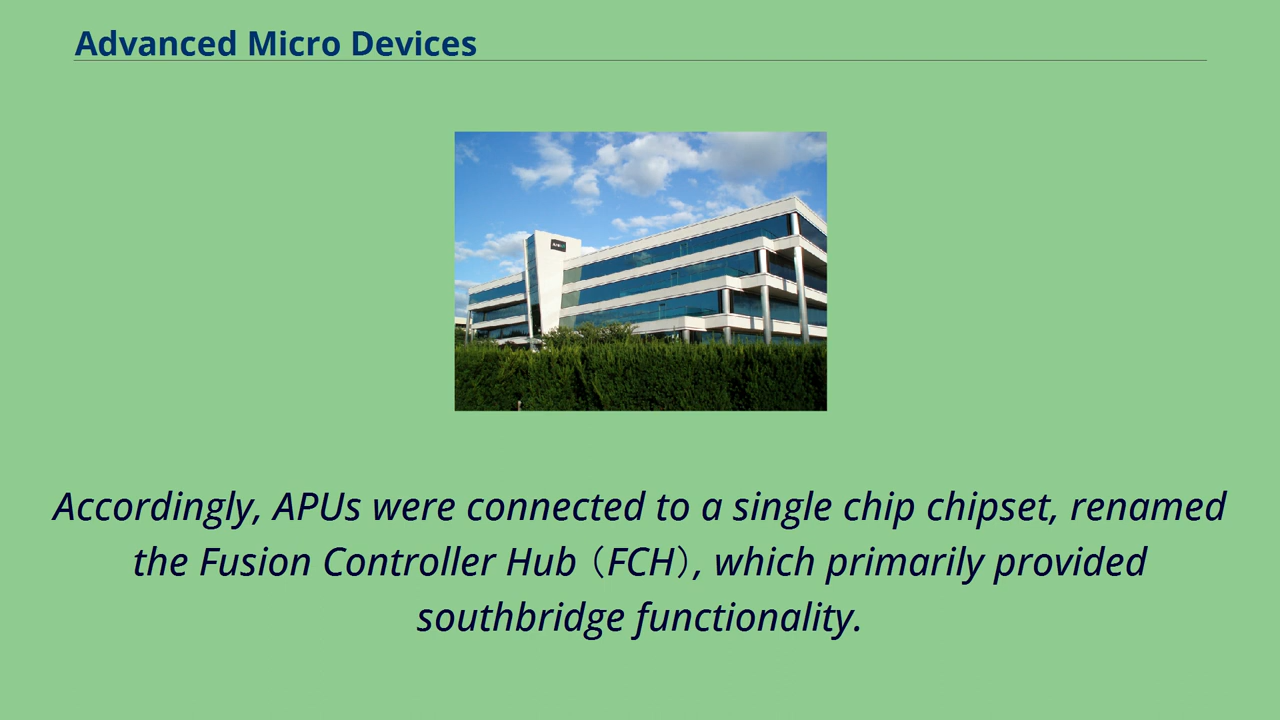 Advanced Micro Devices
Accordingly, APUs were connected to a single chip chipset, renamed
the Fusion Controller Hub（FCH）, which primarily provided
southbridge functionality.